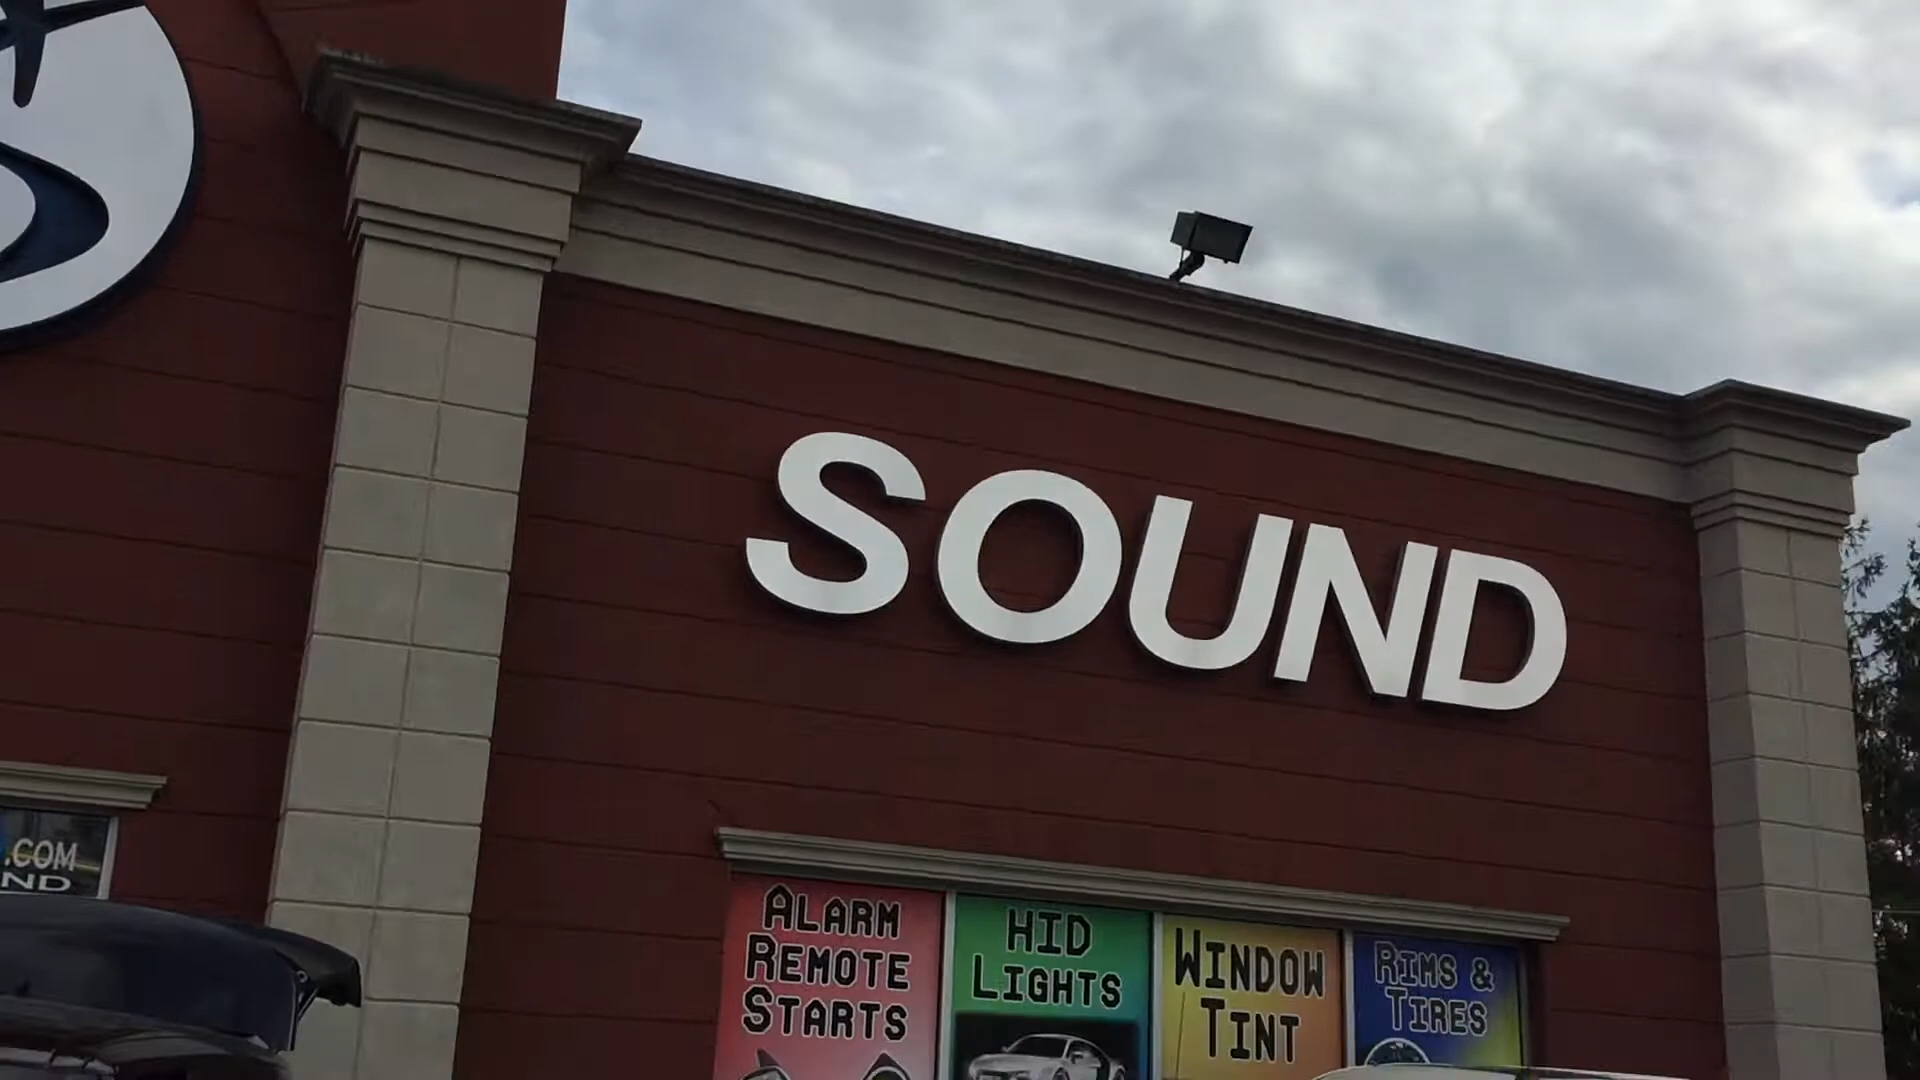 SOUND
.COM
ND
ALARM
REMOTE
STARTS
HID
LIGHTS
WINDOW
TINT
RIMS &
TIRES